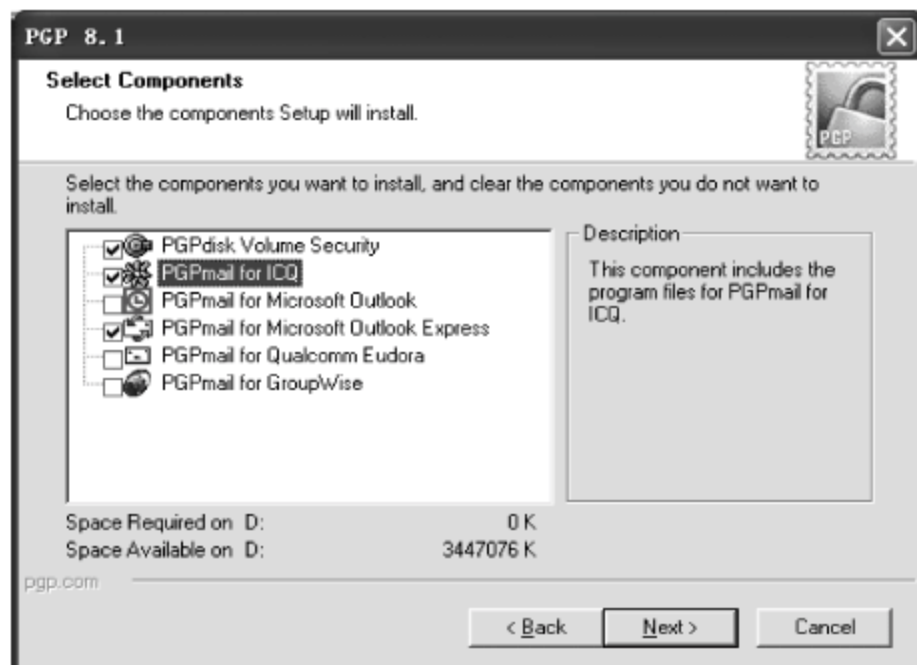 PGP 8.1
Select Components
Choose the components Setup will install.
PGP
Select the components you want to install, and clear the components you do not want to
install.
PGPdisk Volume Security
PGPmail for ICQ
PGPmail for Microsoft Outlook
PGPmail for Microsoft Outlook Express
PGPmail for Qualcomm Eudora
PGPmail for GroupWise
Description
This component includes the
program files for PGPmail for
ICQ.
Space Required on D: 0 K
Space Available on D: 3447076 K
pgp.com
< Back Next > Cancel